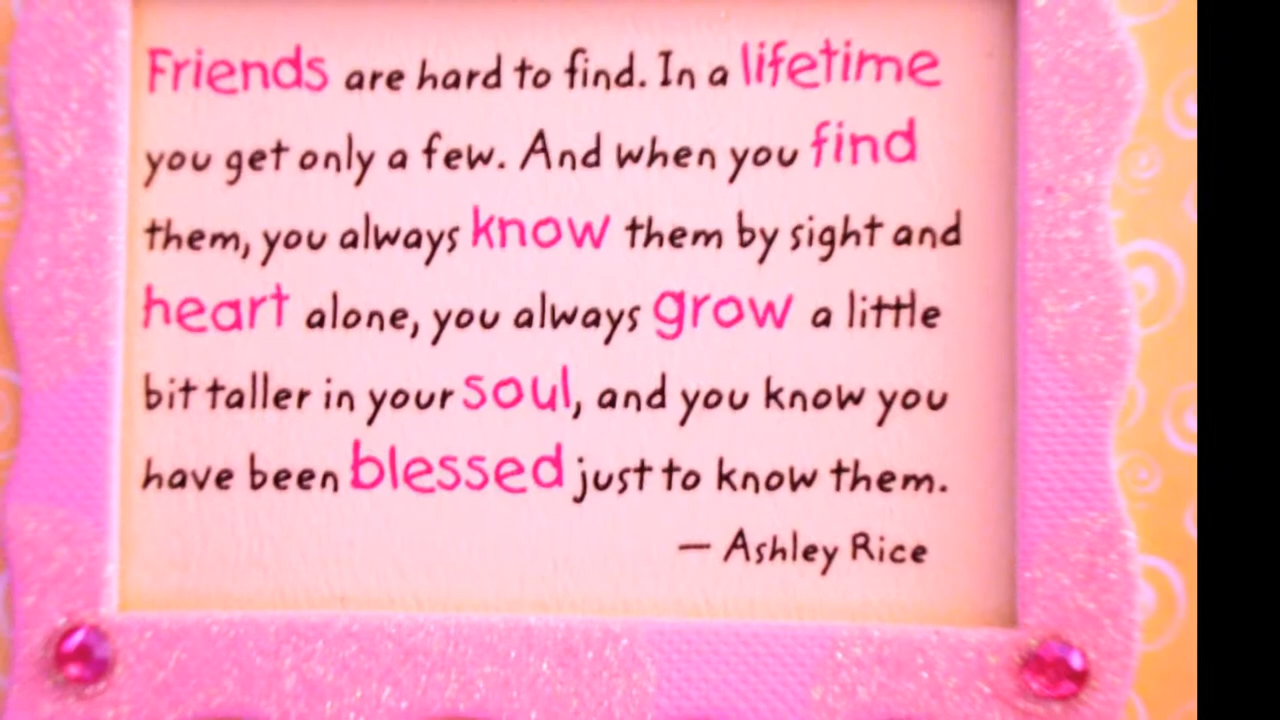 Friends are hard to find. In a lifetime
you get only a few. And when you find
them, you always know them by sight and
heart alone, you always grow a little
bit taller in your soul, and you know you
have been blessed just to know them.
— Ashley Rice